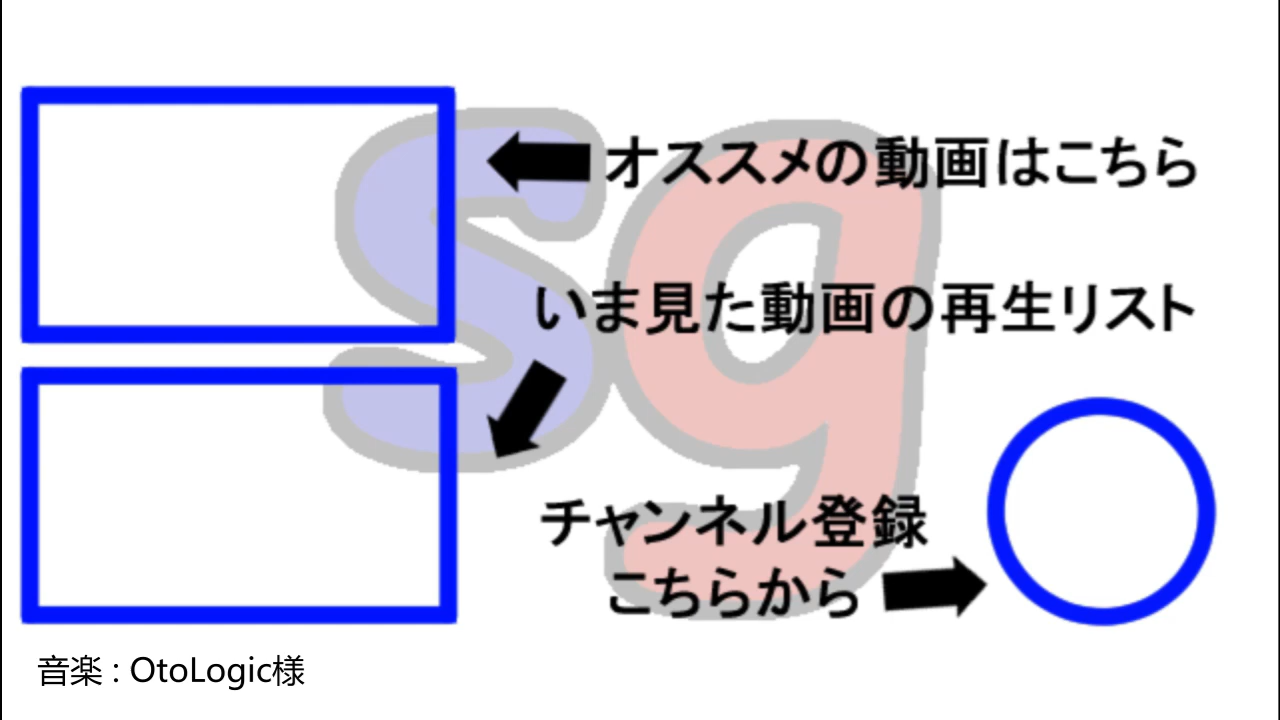 sg
オススメの動画はこちら
いま見た動画の再生リスト
チャンネル登録
こちらから
音楽 : OtoLogic様